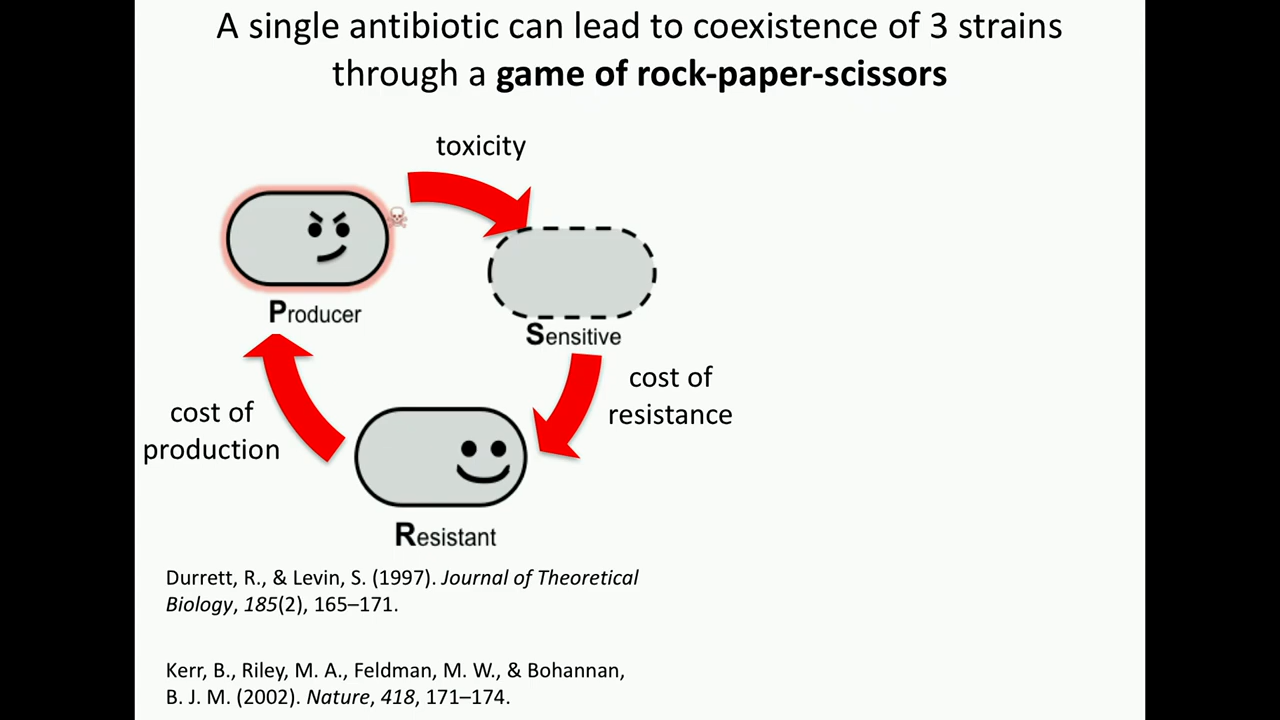 A single antibiotic can lead to coexistence of 3 strains
through a game of rock-paper-scissors
toxicity
Producer
Sensitive
cost of
resistance
cost of
production
Resistant
Durrett, R., & Levin, S. (1997). Journal of Theoretical
Biology, 185(2), 165–171.
Kerr, B., Riley, M. A., Feldman, M. W., & Bohannan,
B. J. M. (2002). Nature, 418, 171–174.